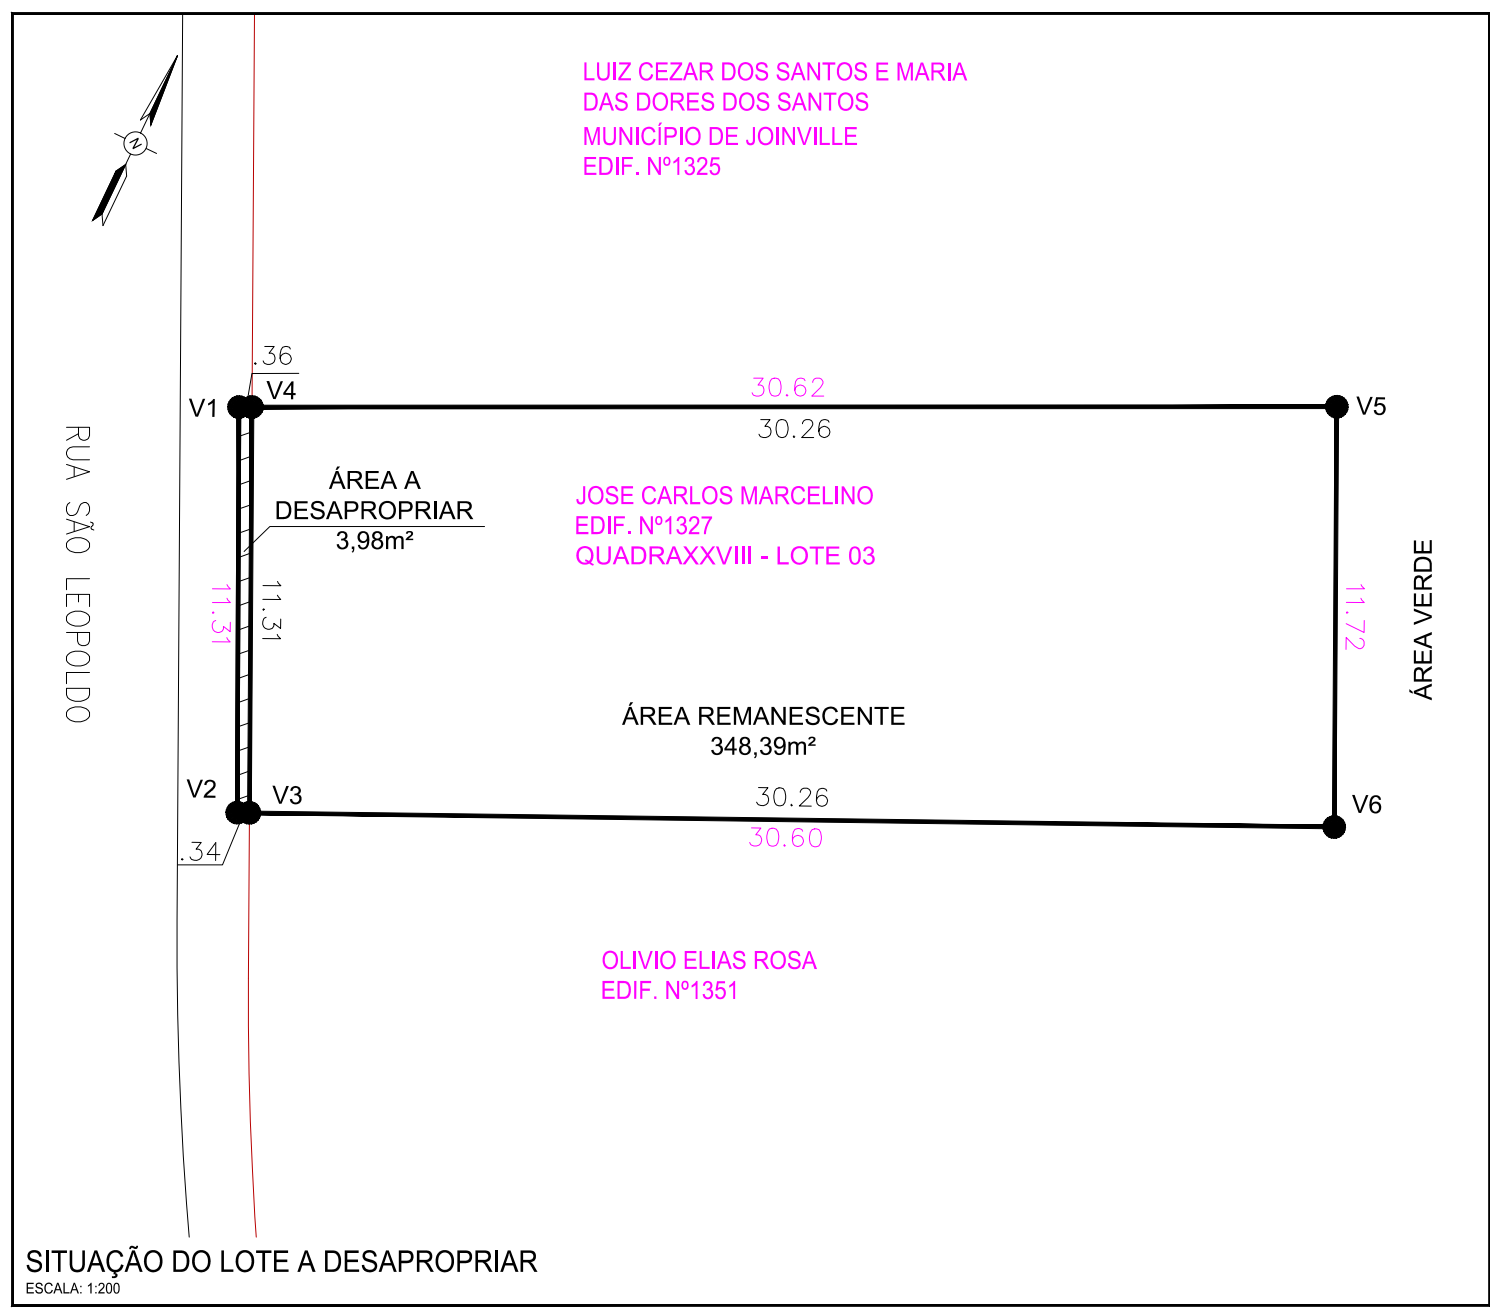 LUIZ CEZAR DOS SANTOS E MARIA
DAS DORES DOS SANTOS
MUNICÍPIO DE JOINVILLE
EDIF. Nº1325
N
.36
V1
V4
30.62
30.26
V5
RUA SÃO LEOPOLDO
ÁREA A
DESAPROPRIAR
3,98m²
JOSE CARLOS MARCELINO
EDIF. Nº1327
QUADRAXXVIII - LOTE 03
11.31
11.31
11.72
ÁREA VERDE
ÁREA REMANESCENTE
348,39m²
V2
V3
30.26
30.60
V6
.34
OLIVIO ELIAS ROSA
EDIF. Nº1351
SITUAÇÃO DO LOTE A DESAPROPRIAR
ESCALA: 1:200